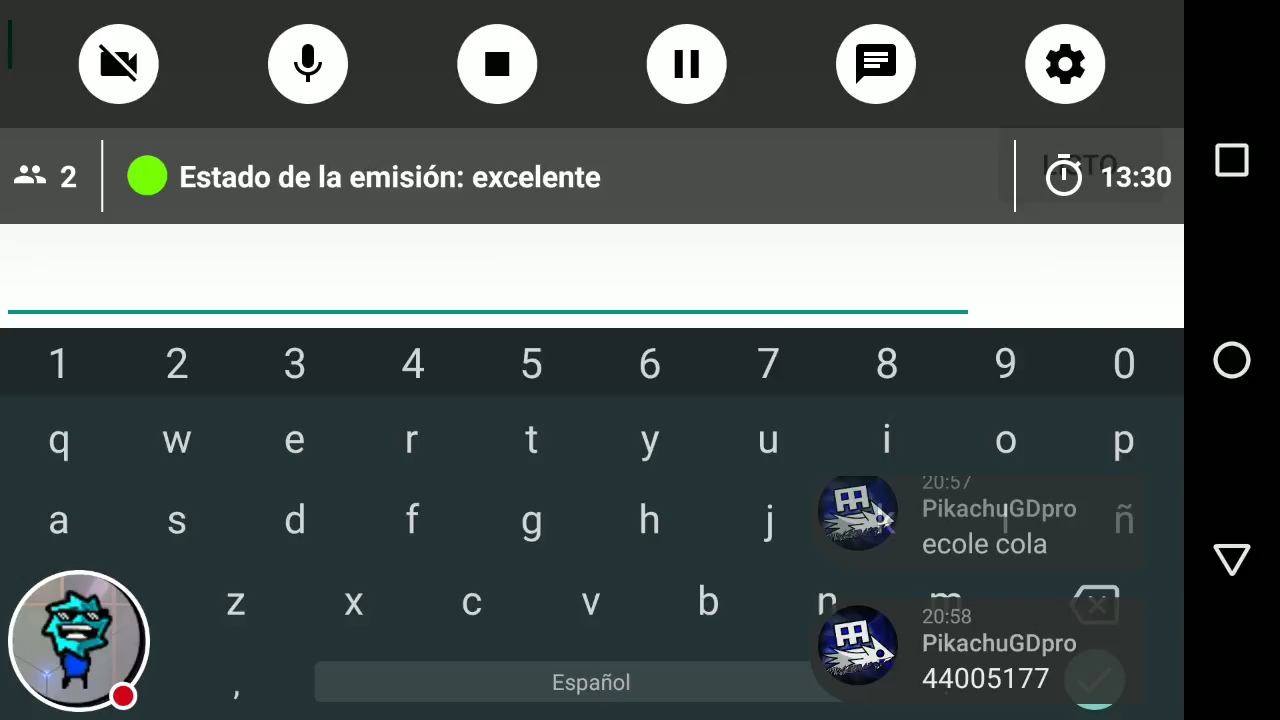 2
Estado de la emisión: excelente
LISTO
13:30
1 2 3 4 5 6 7 8 9 0
q w e r t y u i o p
a s d f g h j k l ñ
z x c v b n m
, Español .
20:57
PikachuGDpro
ecole cola
20:58
PikachuGDpro
44005177